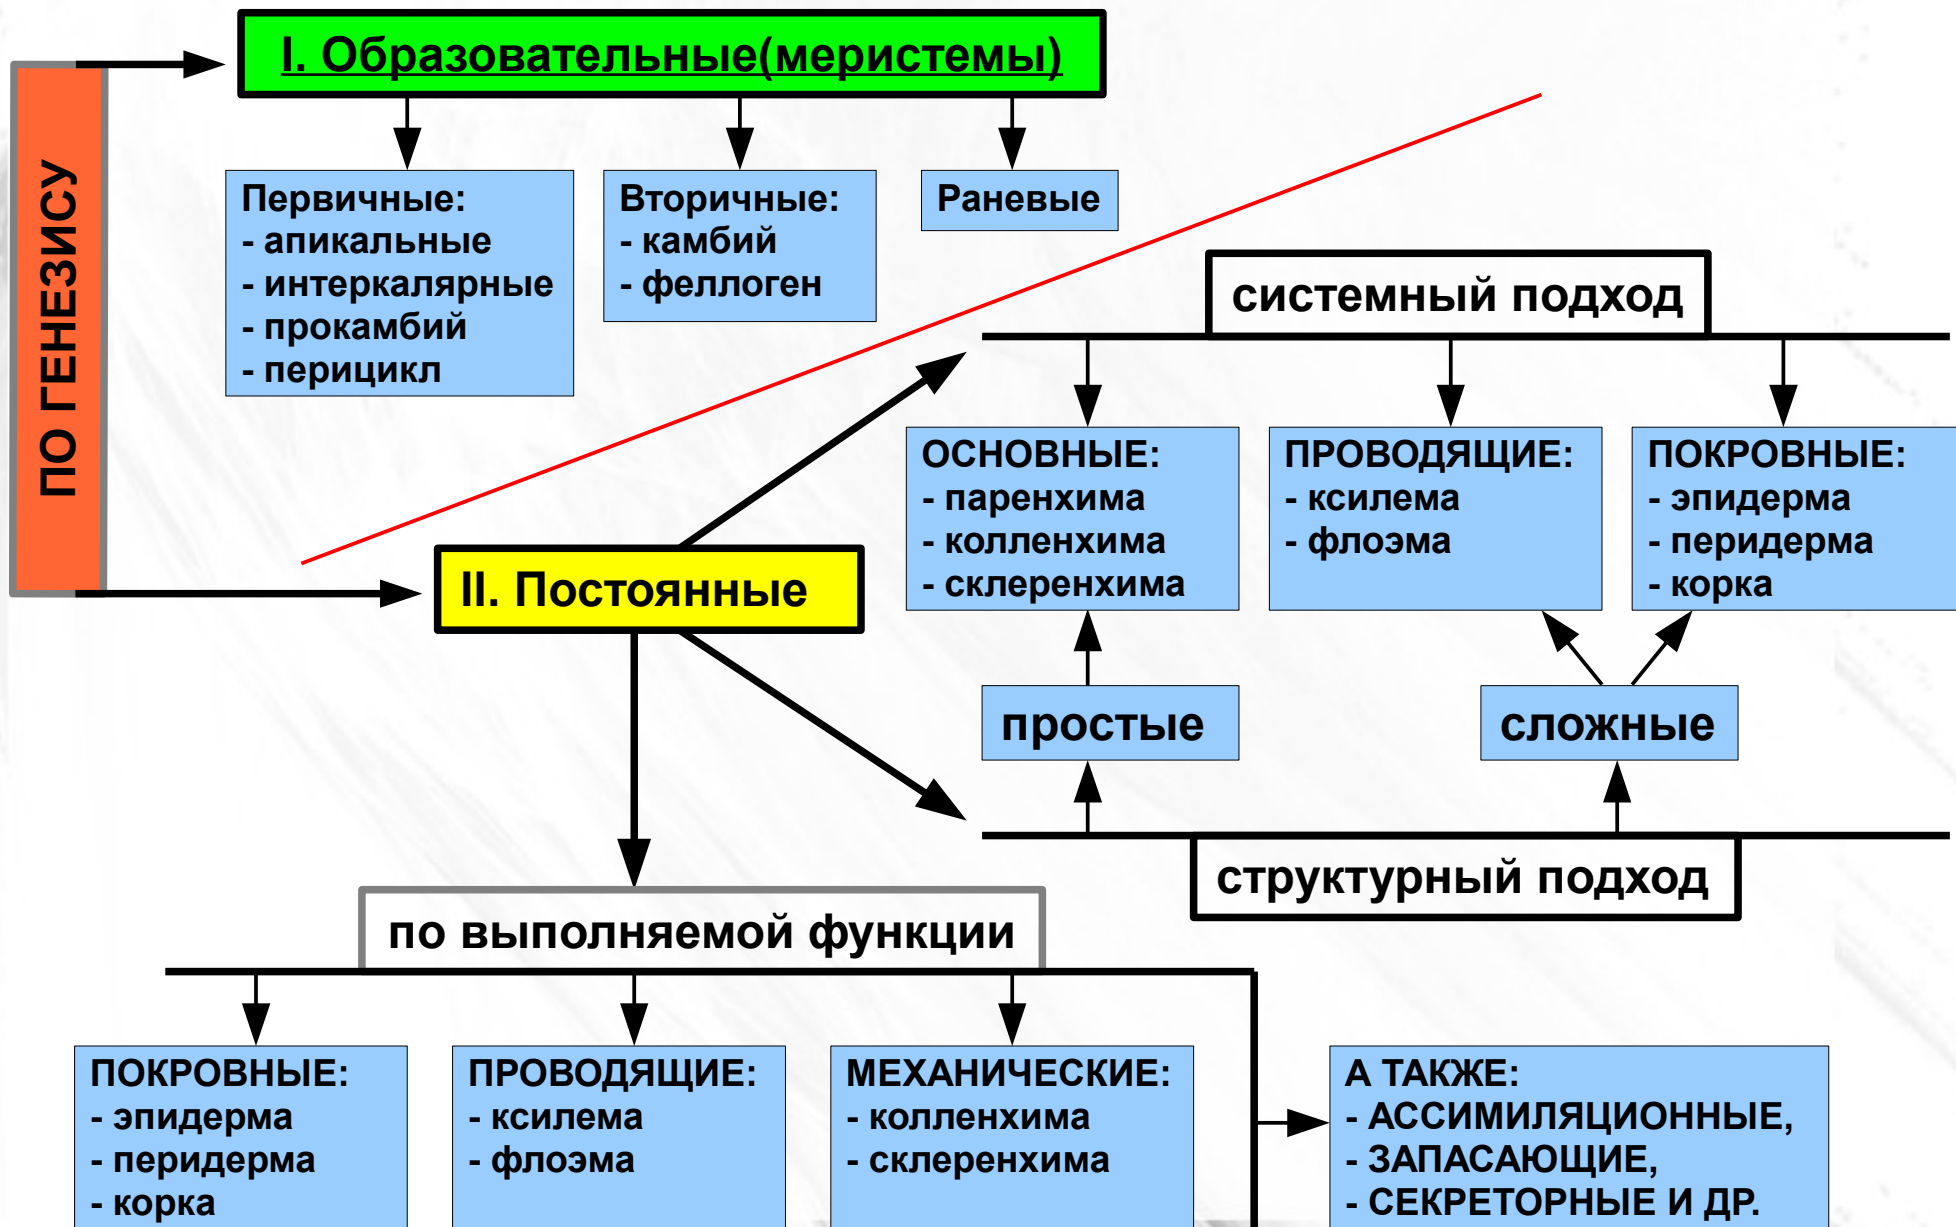 I. Образовательные(меристемы)
ПО ГЕНЕЗИСУ
Первичные:
- апикальные
- интеркалярные
- прокамбий
- перицикл
Вторичные:
- камбий
- феллоген
Раневые
системный подход
ОСНОВНЫЕ:
- паренхима
- колленхима
- склеренхима
ПРОВОДЯЩИЕ:
- ксилема
- флоэма
ПОКРОВНЫЕ:
- эпидерма
- перидерма
- корка
II. Постоянные
простые
сложные
структурный подход
по выполняемой функции
ПОКРОВНЫЕ:
- эпидерма
- перидерма
- корка
ПРОВОДЯЩИЕ:
- ксилема
- флоэма
МЕХАНИЧЕСКИЕ:
- колленхима
- склеренхима
А ТАКЖЕ:
- АССИМИЛЯЦИОННЫЕ,
- ЗАПАСАЮЩИЕ,
- СЕКРЕТОРНЫЕ И ДР.